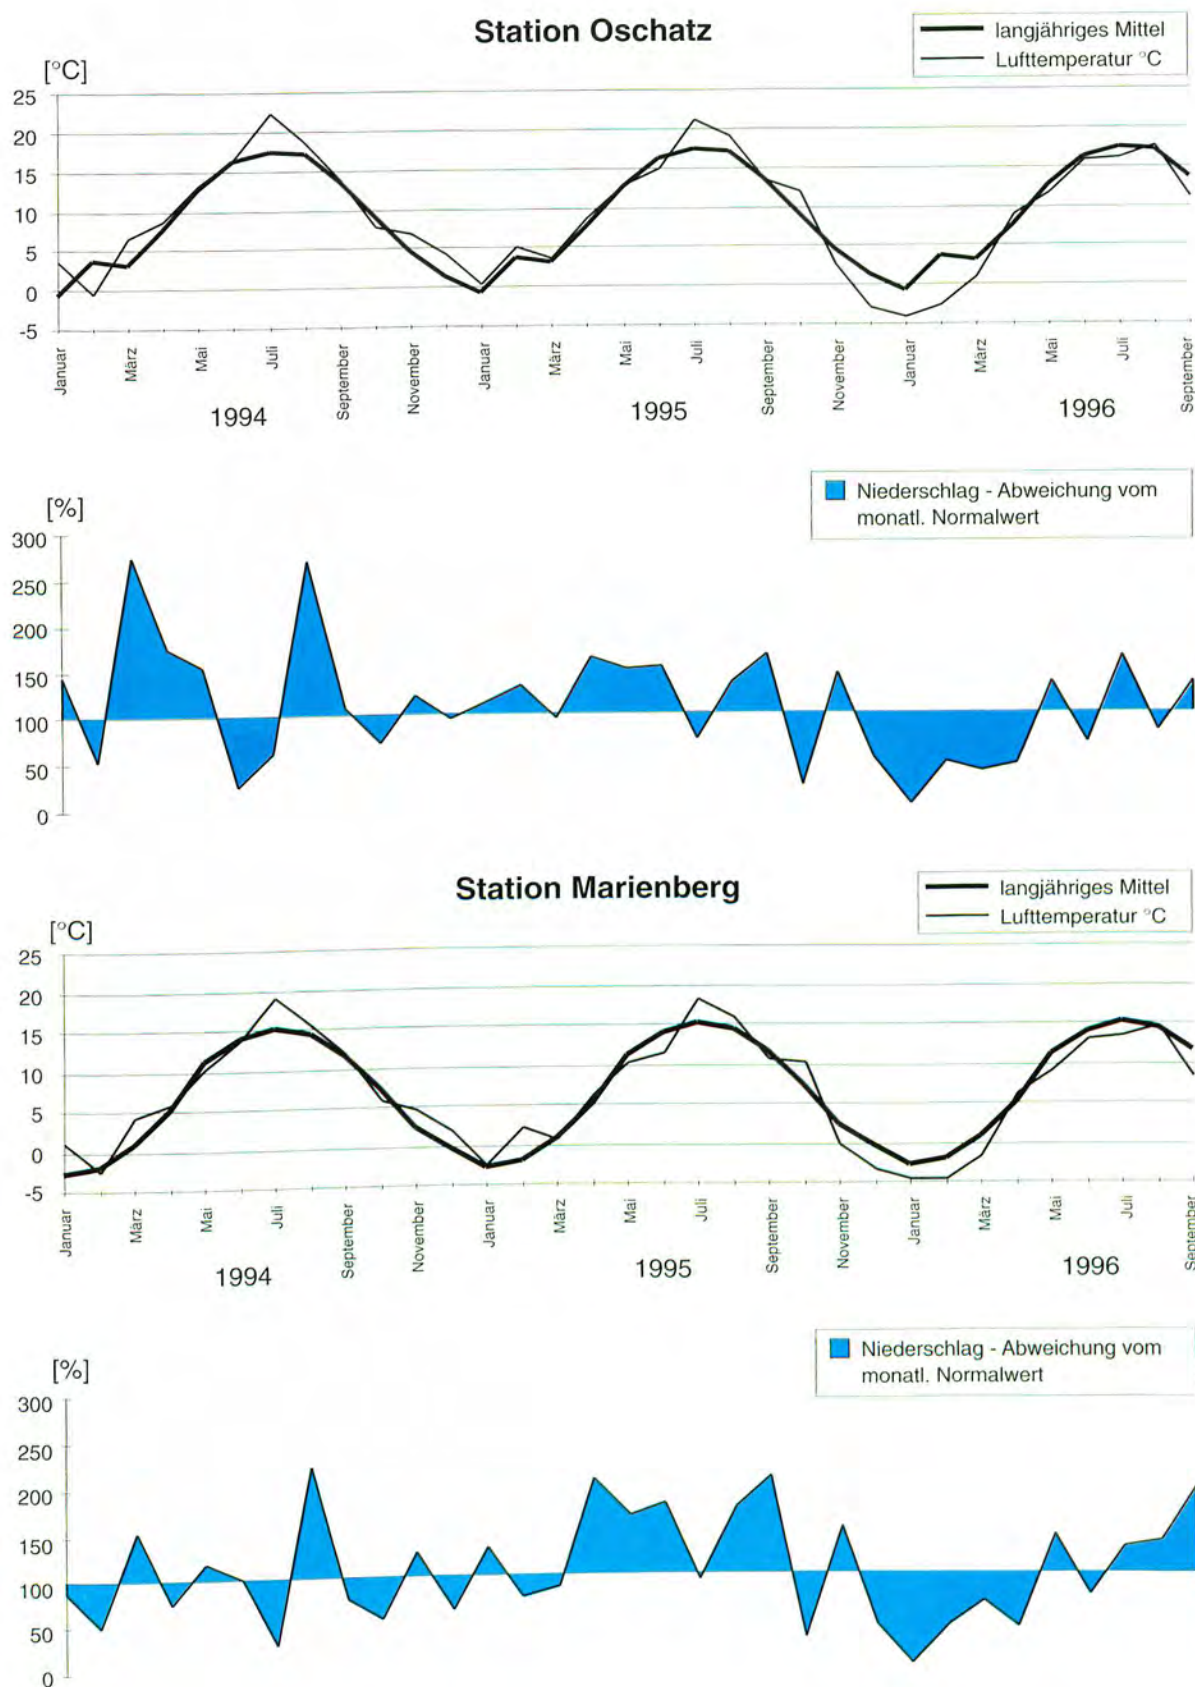 Station Oschatz
langjähriges Mittel
Lufttemperatur °C
[°C]
25
20
15
10
5
0
-5
Januar
März
Mai
Juli
September
November
Januar
März
Mai
Juli
September
November
Januar
März
Mai
Juli
September
1994
1995
1996
Niederschlag - Abweichung vom
monatl. Normalwert
[%]
300
250
200
150
100
50
0
Station Marienberg
langjähriges Mittel
Lufttemperatur °C
[°C]
25
20
15
10
5
0
-5
Januar
März
Mai
Juli
September
November
Januar
März
Mai
Juli
September
November
Januar
März
Mai
Juli
September
1994
1995
1996
Niederschlag - Abweichung vom
monatl. Normalwert
[%]
300
250
200
150
100
50
0